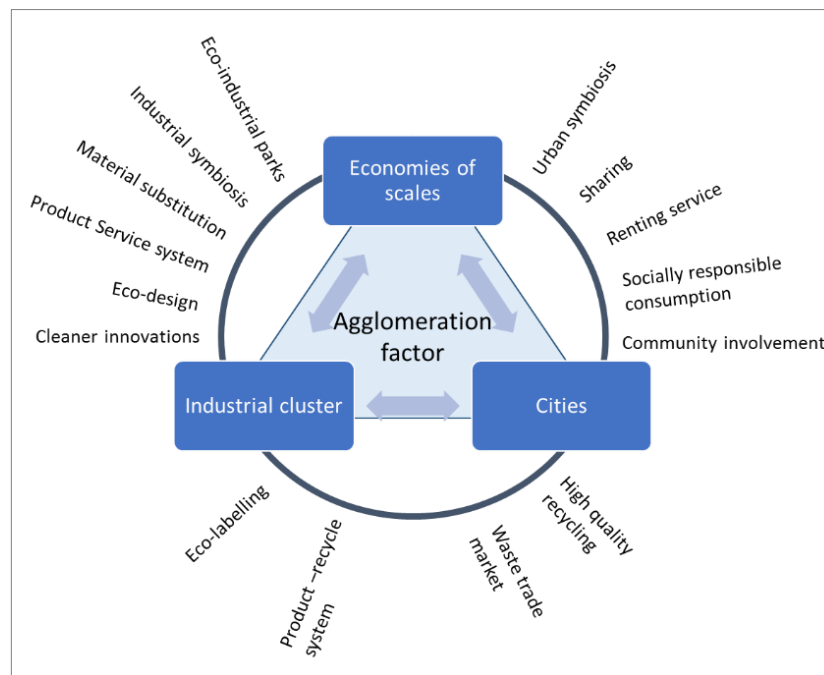 Eco-industrial parks
Industrial symbiosis
Material substitution
Product Service system
Eco-design
Cleaner innovations
Economies of
scales
Urban symbiosis
Sharing
Renting service
Socially responsible
consumption
Community involvement
Agglomeration
factor
Industrial cluster
Cities
Eco-labelling
Product –recycle
system
Waste trade
market
High quality
recycling